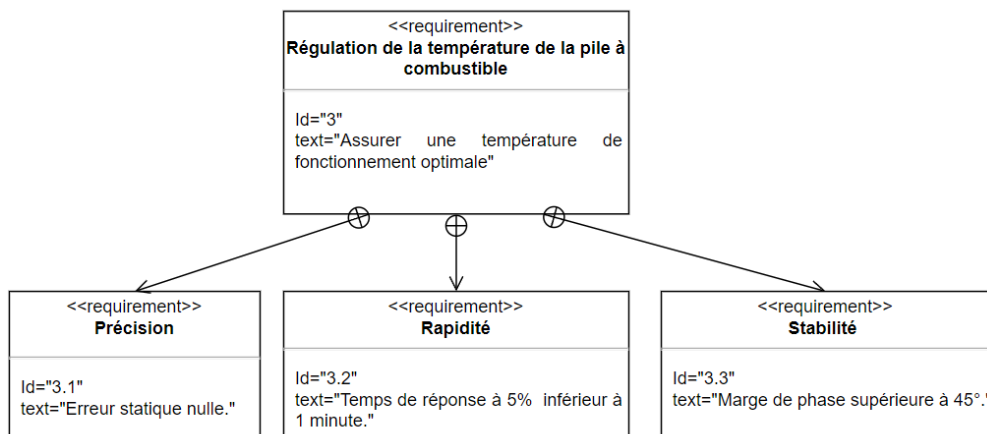 <<requirement>>
Régulation de la température de la pile à
combustible
Id="3"
text="Assurer une température de
fonctionnement optimale"
<<requirement>>
Précision
Id="3.1"
text="Erreur statique nulle."
<<requirement>>
Rapidité
Id="3.2"
text="Temps de réponse à 5% inférieur à
1 minute."
<<requirement>>
Stabilité
Id="3.3"
text="Marge de phase supérieure à 45°."